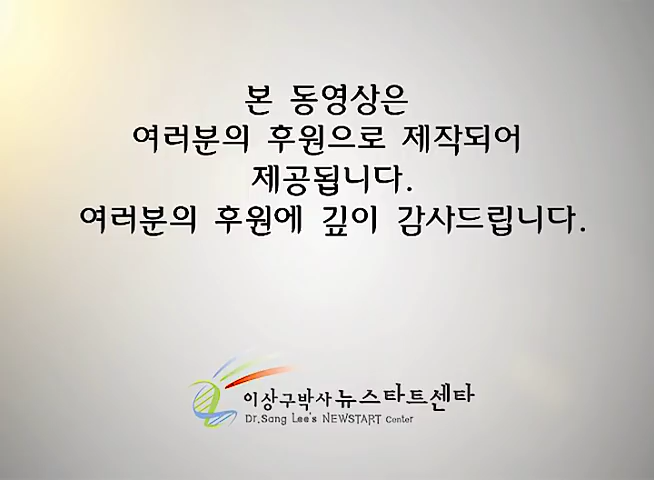 본 동영상은
여러분의 후원으로 제작되어
제공됩니다.
여러분의 후원에 깊이 감사드립니다.
이상구박사 뉴스타트센타
Dr.Sang Lee's NEWSTART Center